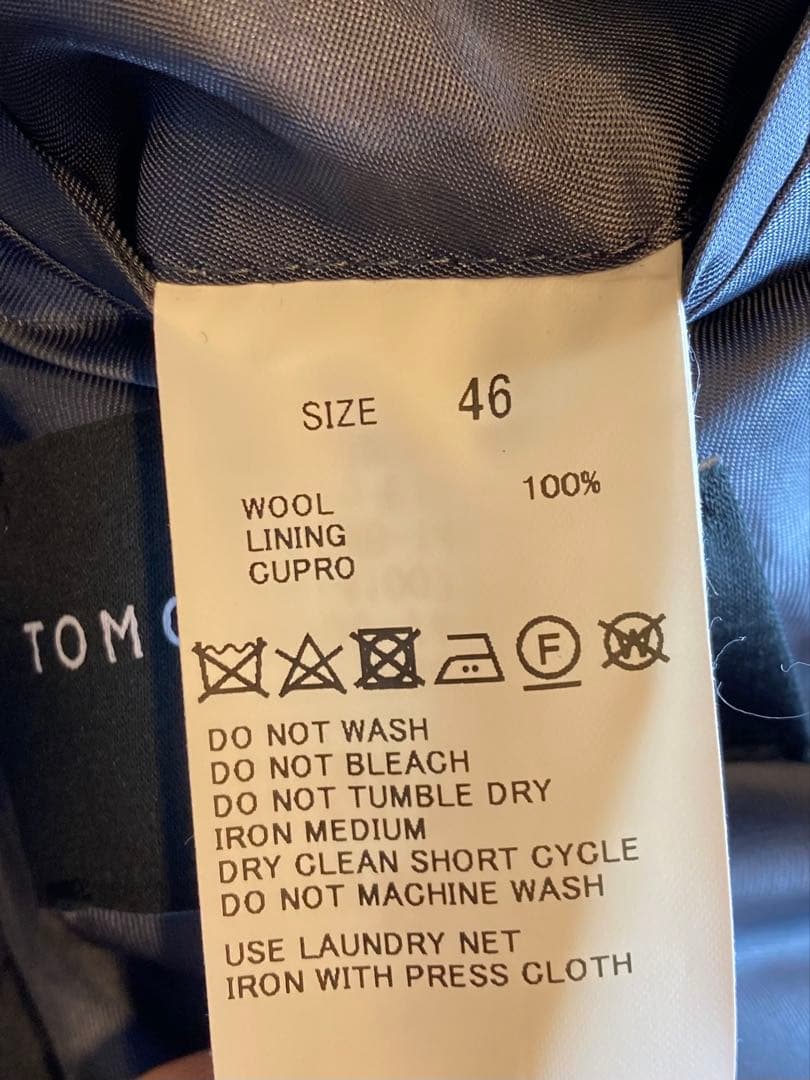 SIZE 46
WOOL 100%
LINING
CUPRO
TOM
F W
DO NOT WASH
DO NOT BLEACH
DO NOT TUMBLE DRY
IRON MEDIUM
DRY CLEAN SHORT CYCLE
DO NOT MACHINE WASH
USE LAUNDRY NET
IRON WITH PRESS CLOTH